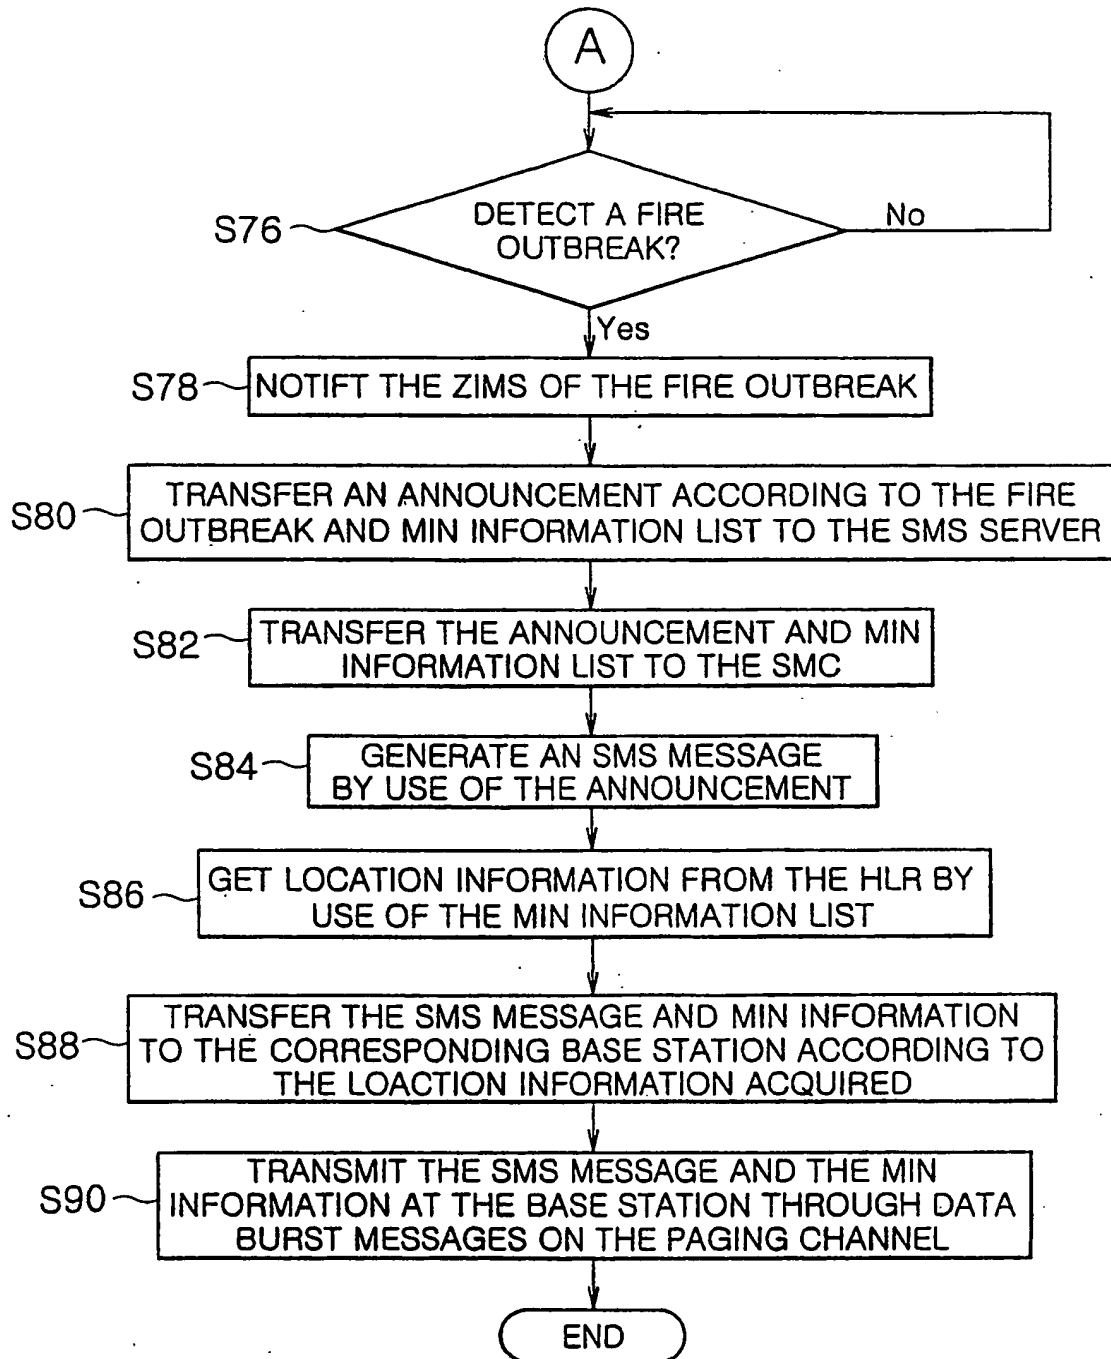 A
S76
DETECT A FIRE
OUTBREAK?
No
Yes
S78
NOTIFT THE ZIMS OF THE FIRE OUTBREAK
S80
TRANSFER AN ANNOUNCEMENT ACCORDING TO THE FIRE
OUTBREAK AND MIN INFORMATION LIST TO THE SMS SERVER
S82
TRANSFER THE ANNOUNCEMENT AND MIN
INFORMATION LIST TO THE SMC
S84
GENERATE AN SMS MESSAGE
BY USE OF THE ANNOUNCEMENT
S86
GET LOCATION INFORMATION FROM THE HLR BY
USE OF THE MIN INFORMATION LIST
S88
TRANSFER THE SMS MESSAGE AND MIN INFORMATION
TO THE CORRESPONDING BASE STATION ACCORDING TO
THE LOACTION INFORMATION ACQUIRED
S90
TRANSMIT THE SMS MESSAGE AND THE MIN
INFORMATION AT THE BASE STATION THROUGH DATA
BURST MESSAGES ON THE PAGING CHANNEL
END